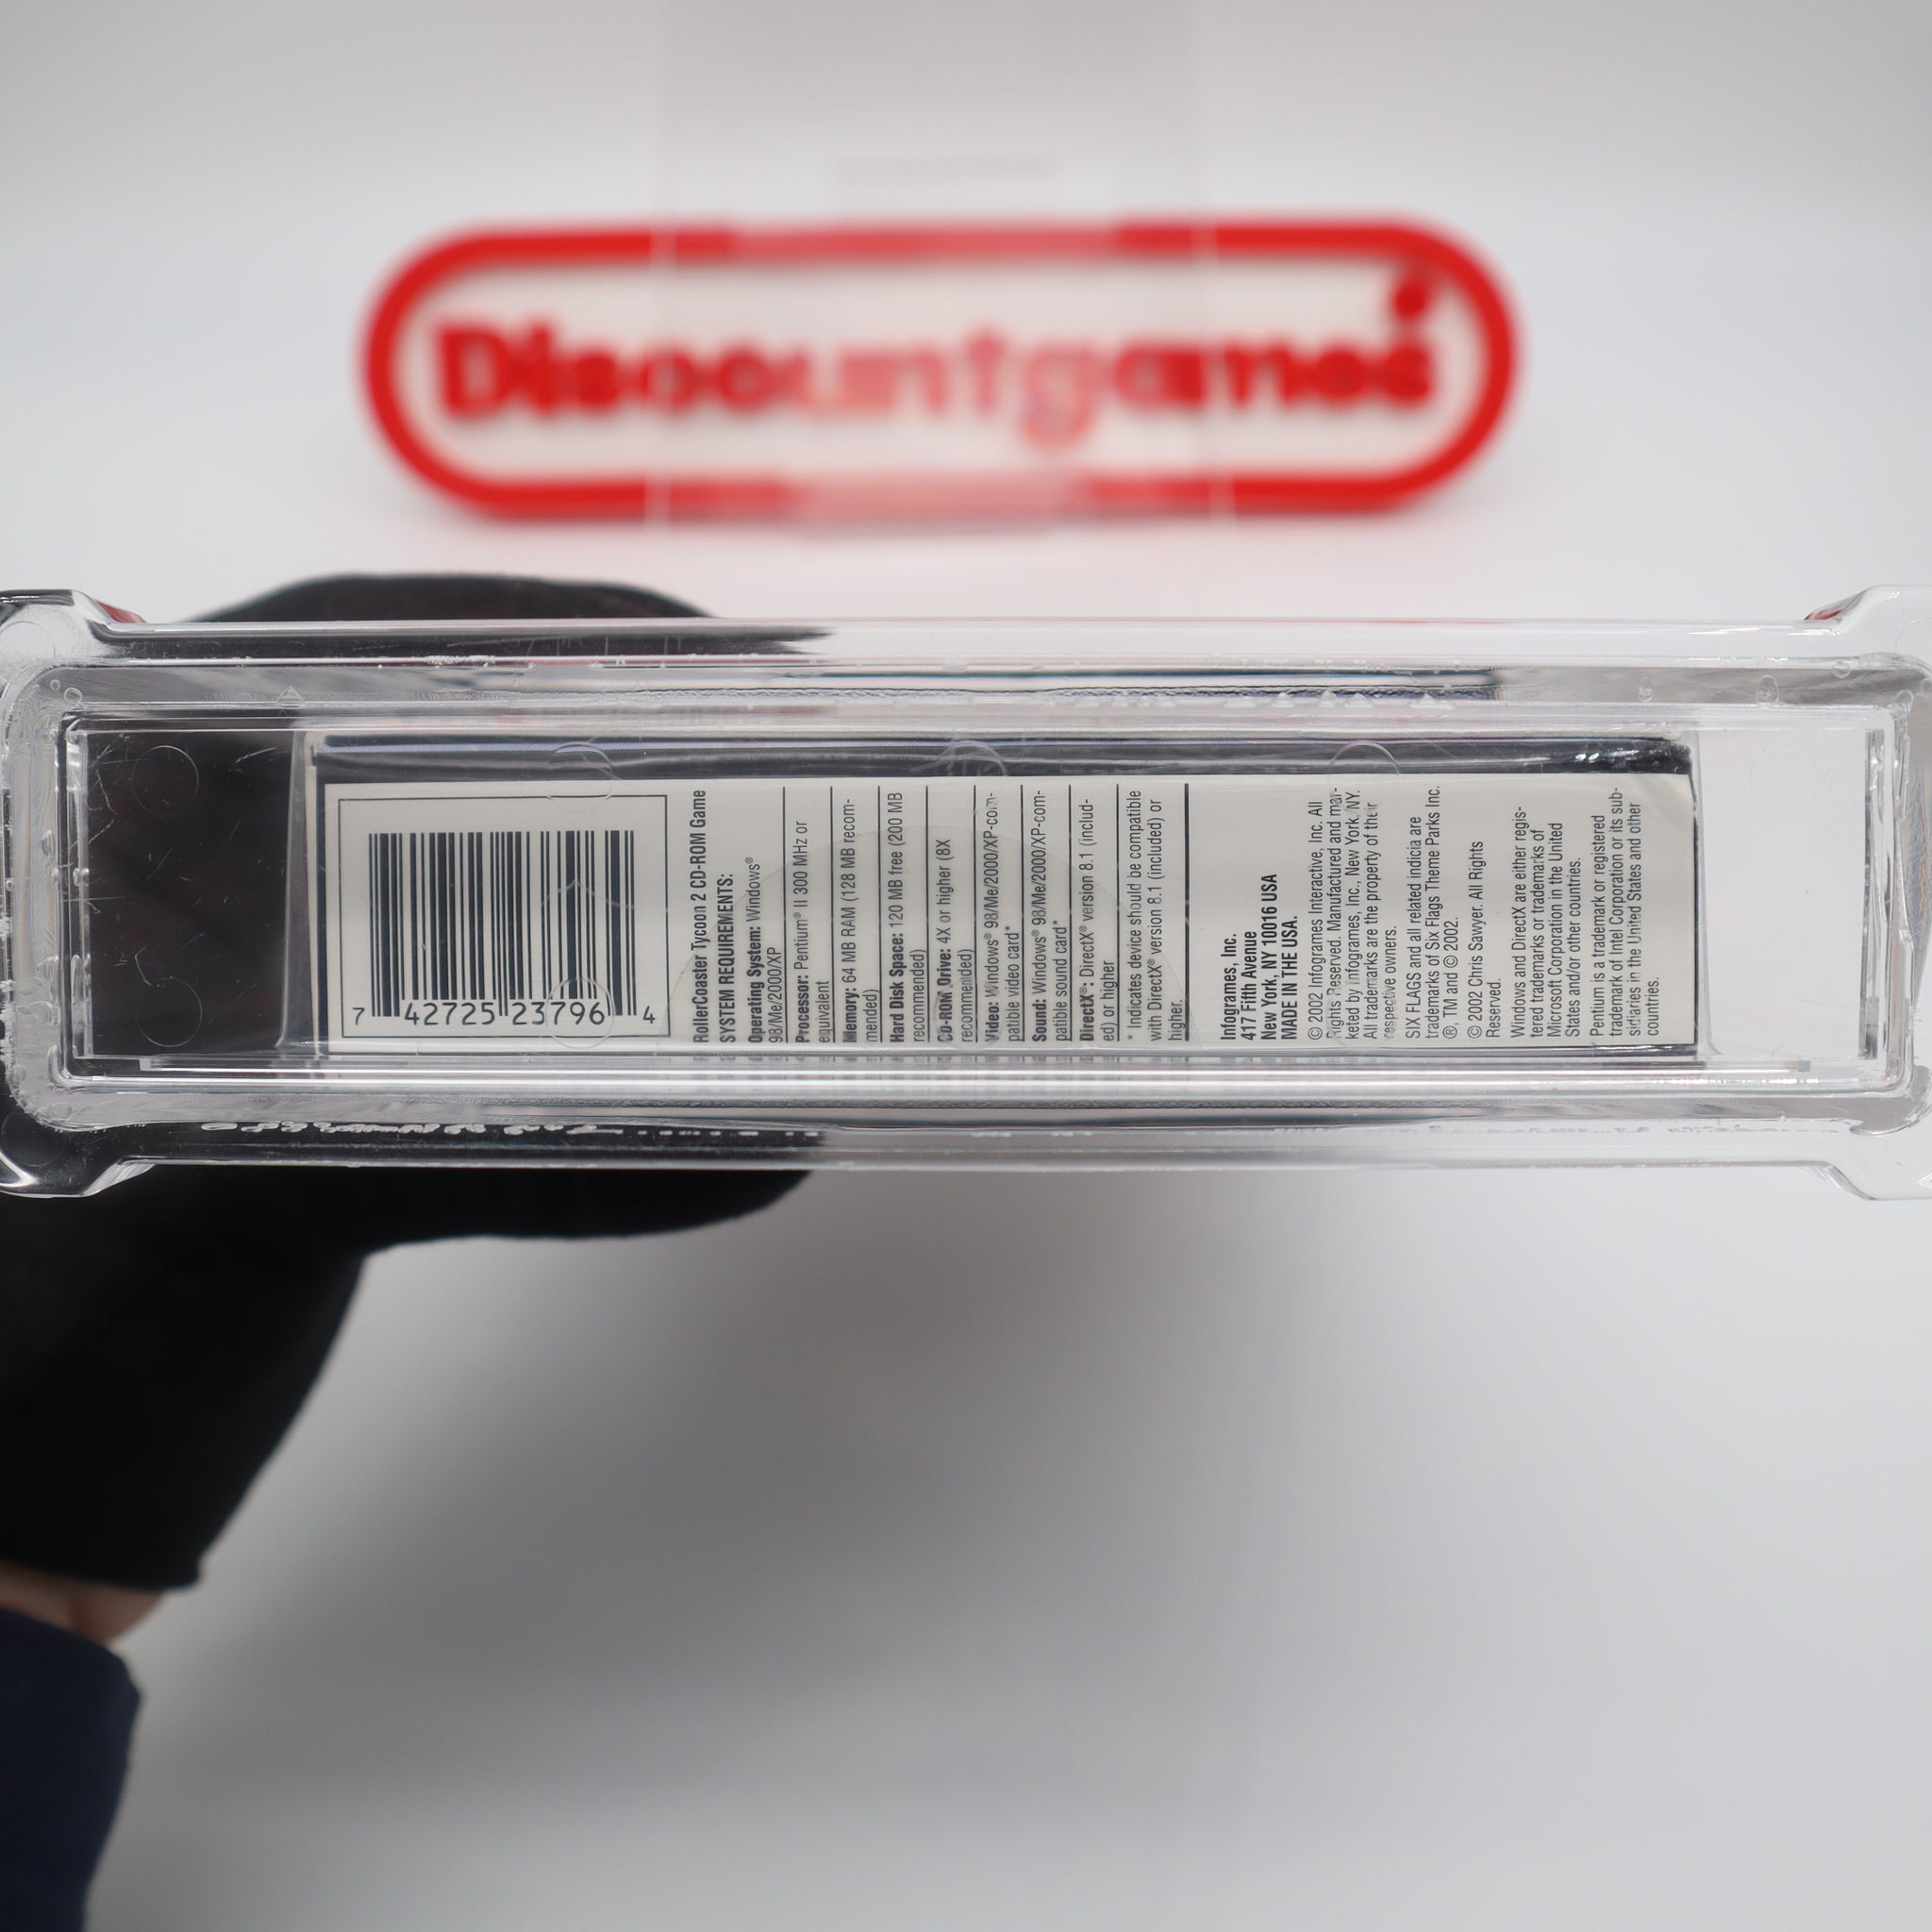 Discountgames
7 42725 23796 4
RollerCoaster Tycoon 2 CD-ROM Game
SYSTEM REQUIREMENTS:
Operating System: Windows®
98/Me/2000/XP
Processor: Pentium® II 300 MHz or
equivalent
Memory: 64 MB RAM (128 MB recom-
mended)
Hard Disk Space: 120 MB free (200 MB
recommended)
CD-ROM Drive: 4X or higher (8X
recommended)
Video: Windows® 98/Me/2000/XP-com-
patible video card*
Sound: Windows® 98/Me/2000/XP-com-
patible sound card*
DirectX®: DirectX® version 8.1 (includ-
ed) or higher
* Indicates device should be compatible
with DirectX® version 8.1 (included) or
higher.
Infogrames, Inc.
417 Fifth Avenue
New York, NY 10016 USA
MADE IN THE USA.
© 2002 Infogrames Interactive, Inc. All
Rights Reserved. Manufactured and mar-
keted by Infogrames, Inc., New York, NY.
All trademarks are the property of their
respective owners.
SIX FLAGS and all related indicia are
trademarks of Six Flags Theme Parks Inc.
®, TM and © 2002.
© 2002 Chris Sawyer. All Rights
Reserved.
Windows and DirectX are either regis-
tered trademarks or trademarks of
Microsoft Corporation in the United
States and/or other countries.
Pentium is a trademark or registered
trademark of Intel Corporation or its sub-
sidiaries in the United States and other
countries.